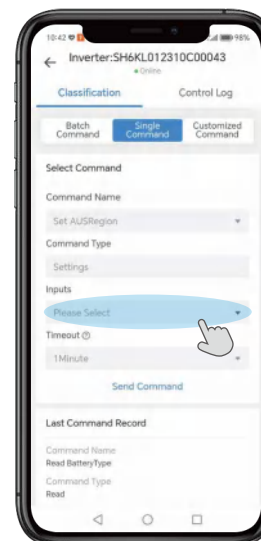 10:42
98%
Inverter:SH6KL012310C00043
Online
Classification
Control Log
Batch Command
Single Command
Customized Command
Select Command
Command Name
Set AUSRegion
Command Type
Settings
Inputs
Please Select
Timeout
1Minute
Send Command
Last Command Record
Command Name
Read BatteryType
Command Type
Read